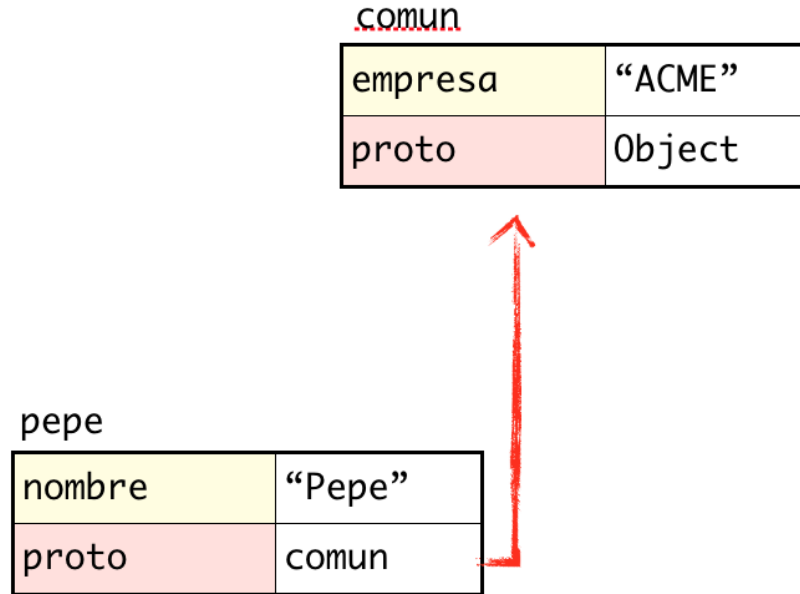 comun
empresa “ACME”
proto Object
pepe
nombre “Pepe”
proto comun